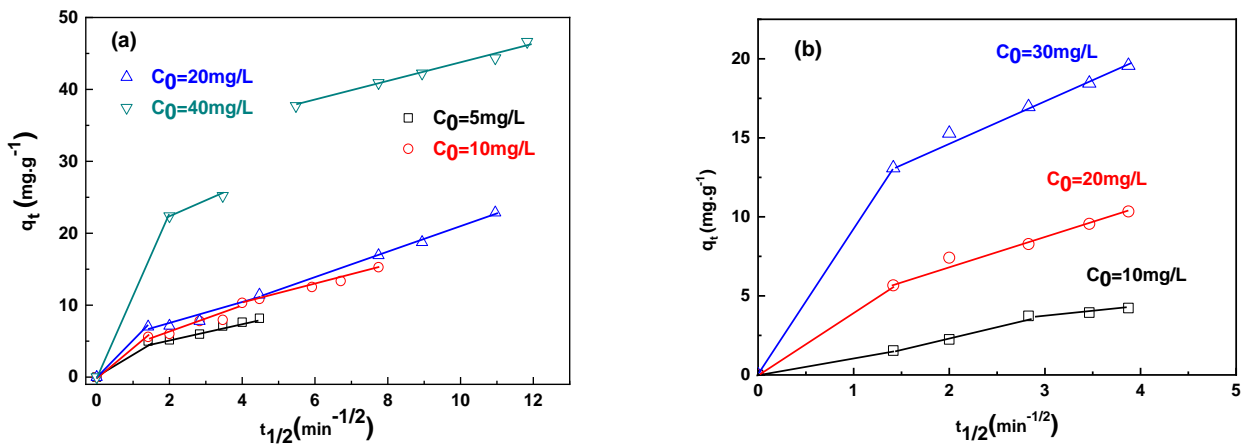 (a)
C0=20mg/L
C0=40mg/L
C0=5mg/L
C0=10mg/L
50
40
30
20
10
0
qt (mg.g-1)
0 2 4 6 8 10 12
t1/2(min-1/2)
(b)
C0=30mg/L
C0=20mg/L
C0=10mg/L
20
15
10
5
0
qt (mg.g-1)
0 1 2 3 4 5
t1/2(min-1/2)